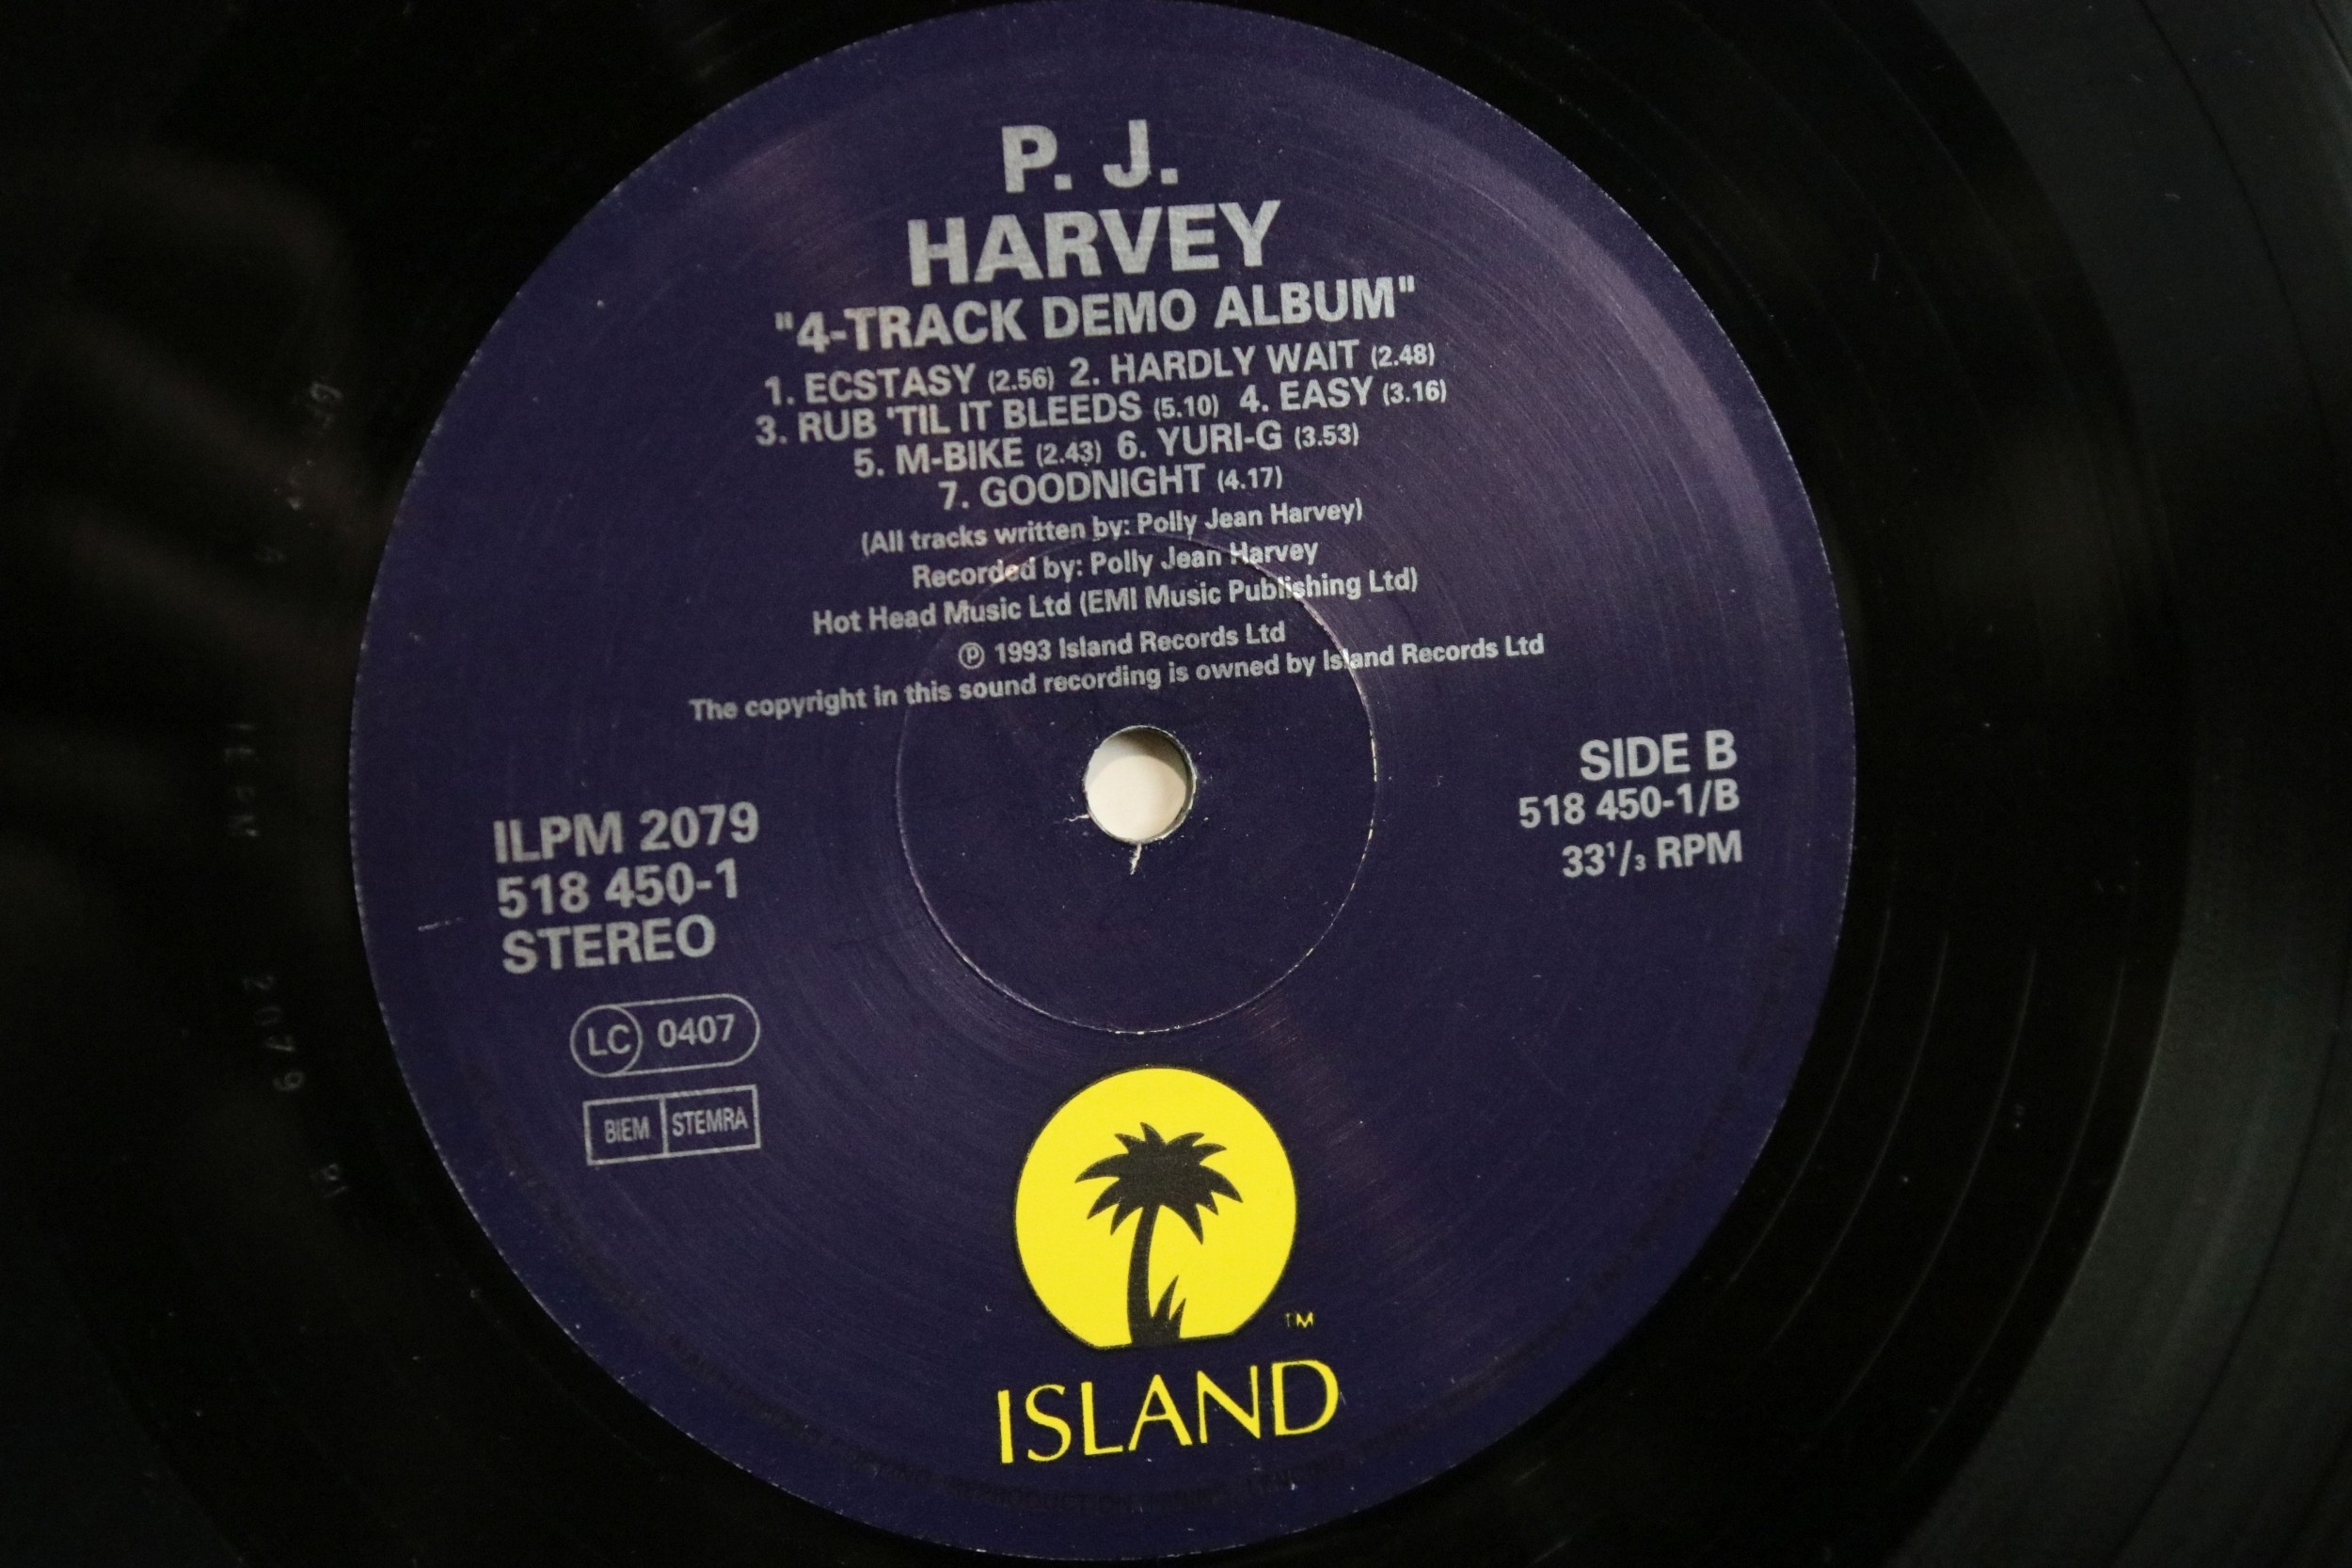 P. J.
HARVEY
"4-TRACK DEMO ALBUM"
1. ECSTASY (2.56) 2. HARDLY WAIT (2.48)
3. RUB 'TIL IT BLEEDS (5.10) 4. EASY (3.16)
5. M-BIKE (2.43) 6. YURI-G (3.53)
7. GOODNIGHT (4.17)
(All tracks written by: Polly Jean Harvey)
Recorded by: Polly Jean Harvey
Hot Head Music Ltd (EMI Music Publishing Ltd)
℗ 1993 Island Records Ltd
The copyright in this sound recording is owned by Island Records Ltd
SIDE B
518 450-1/B
33¹/₃ RPM
ILPM 2079
518 450-1
STEREO
LC 0407
BIEM STEMRA
TM
ISLAND
2079